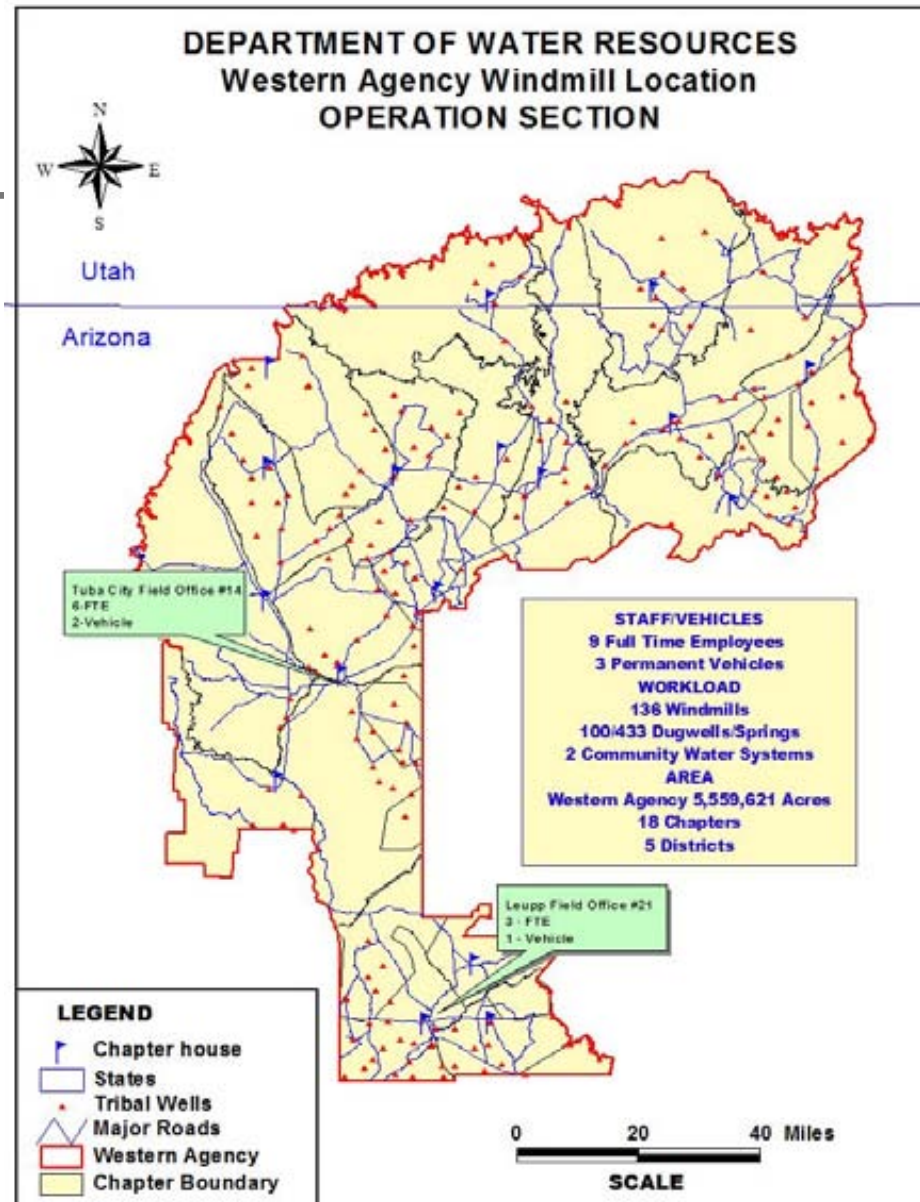 DEPARTMENT OF WATER RESOURCES
Western Agency Windmill Location
OPERATION SECTION
N
W E
S
Utah
Arizona
Tuba City Field Office #14
6-FTE
2-Vehicle
STAFF/VEHICLES
9 Full Time Employees
3 Permanent Vehicles
WORKLOAD
136 Windmills
100/433 Dugwells/Springs
2 Community Water Systems
AREA
Western Agency 5,559,621 Acres
18 Chapters
5 Districts
Leupp Field Office #21
3 - FTE
1 - Vehicle
LEGEND
Chapter house
States
Tribal Wells
Major Roads
Western Agency
Chapter Boundary
0 20 40 Miles
SCALE